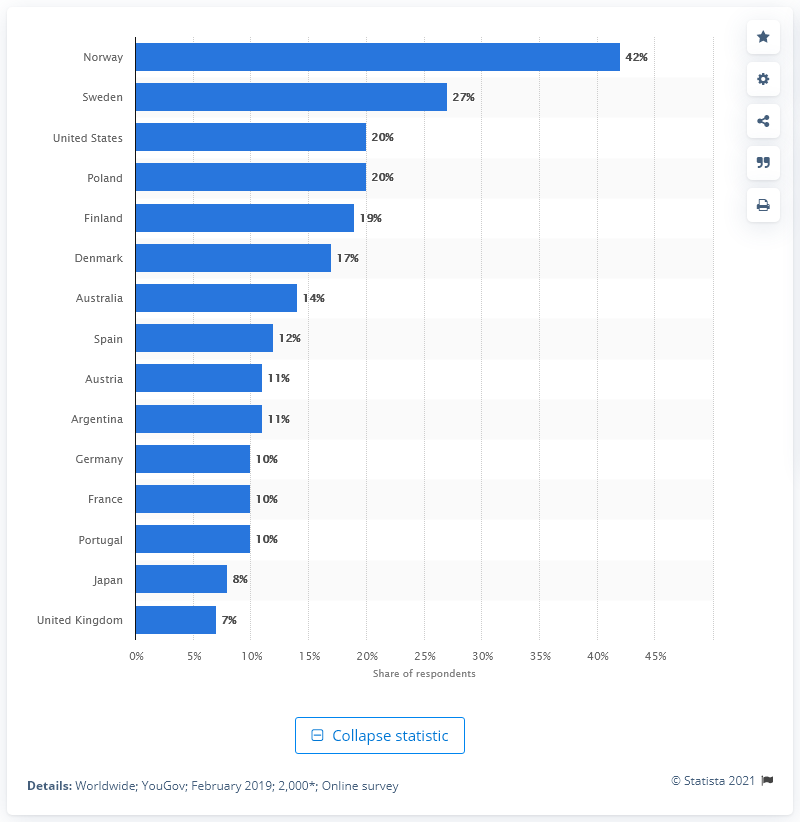 Norway 42%
Sweden 27%
United States 20%
Poland 20%
Finland 19%
Denmark 17%
Australia 14%
Spain 12%
Austria 11%
Argentina 11%
Germany 10%
France 10%
Portugal 10%
Japan 8%
United Kingdom 7%
0% 5% 10% 15% 20% 25% 30% 35% 40% 45%
Share of respondents
Collapse statistic
Details: Worldwide; YouGov; February 2019; 2,000*; Online survey
© Statista 2021